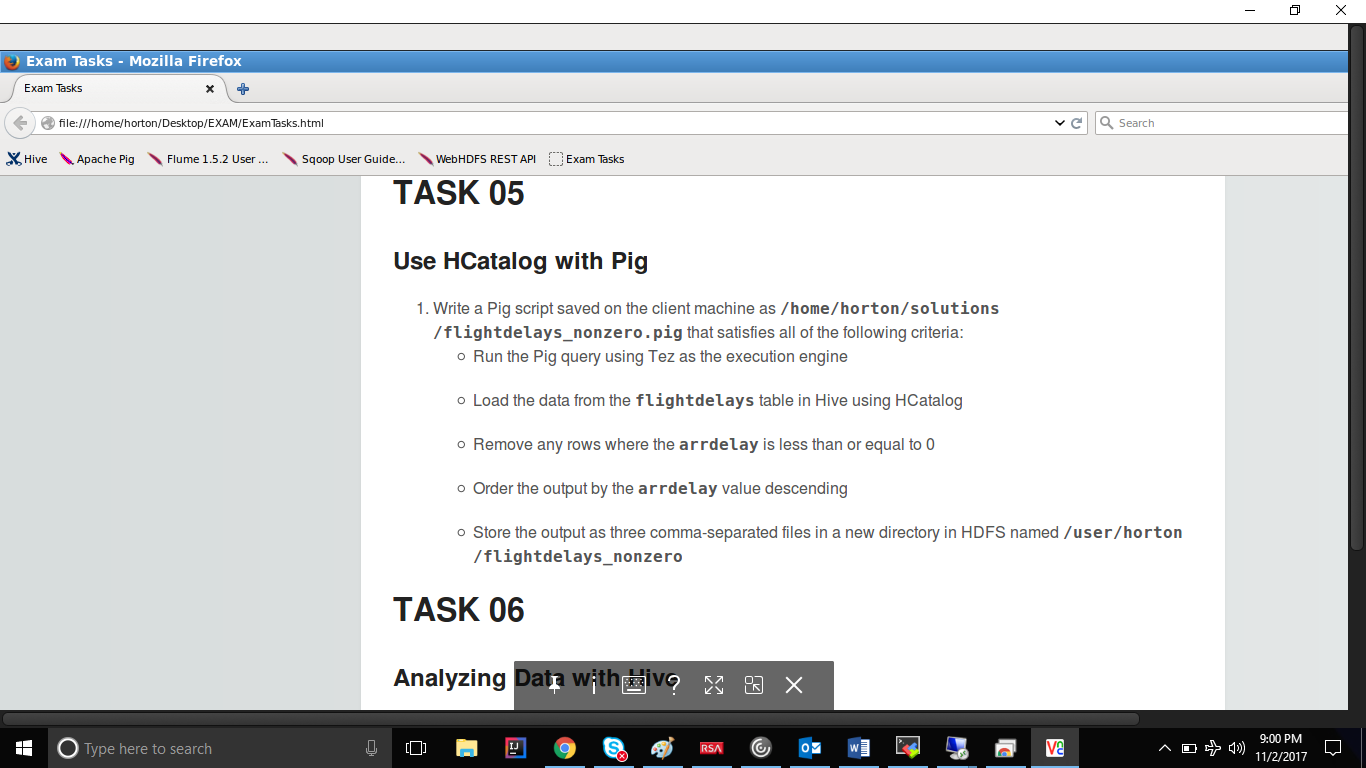 Exam Tasks - Mozilla Firefox
Exam Tasks
file:///home/horton/Desktop/EXAM/ExamTasks.html
Search
Hive
Apache Pig
Flume 1.5.2 User ...
Sqoop User Guide...
WebHDFS REST API
Exam Tasks
TASK 05
Use HCatalog with Pig
1. Write a Pig script saved on the client machine as /home/horton/solutions
/flightdelays_nonzero.pig that satisfies all of the following criteria:
Run the Pig query using Tez as the execution engine
Load the data from the flightdelays table in Hive using HCatalog
Remove any rows where the arrdelay is less than or equal to 0
Order the output by the arrdelay value descending
Store the output as three comma-separated files in a new directory in HDFS named /user/horton
/flightdelays_nonzero
TASK 06
Analyzing Data with Hive
Type here to search
RSA
9:00 PM
11/2/2017